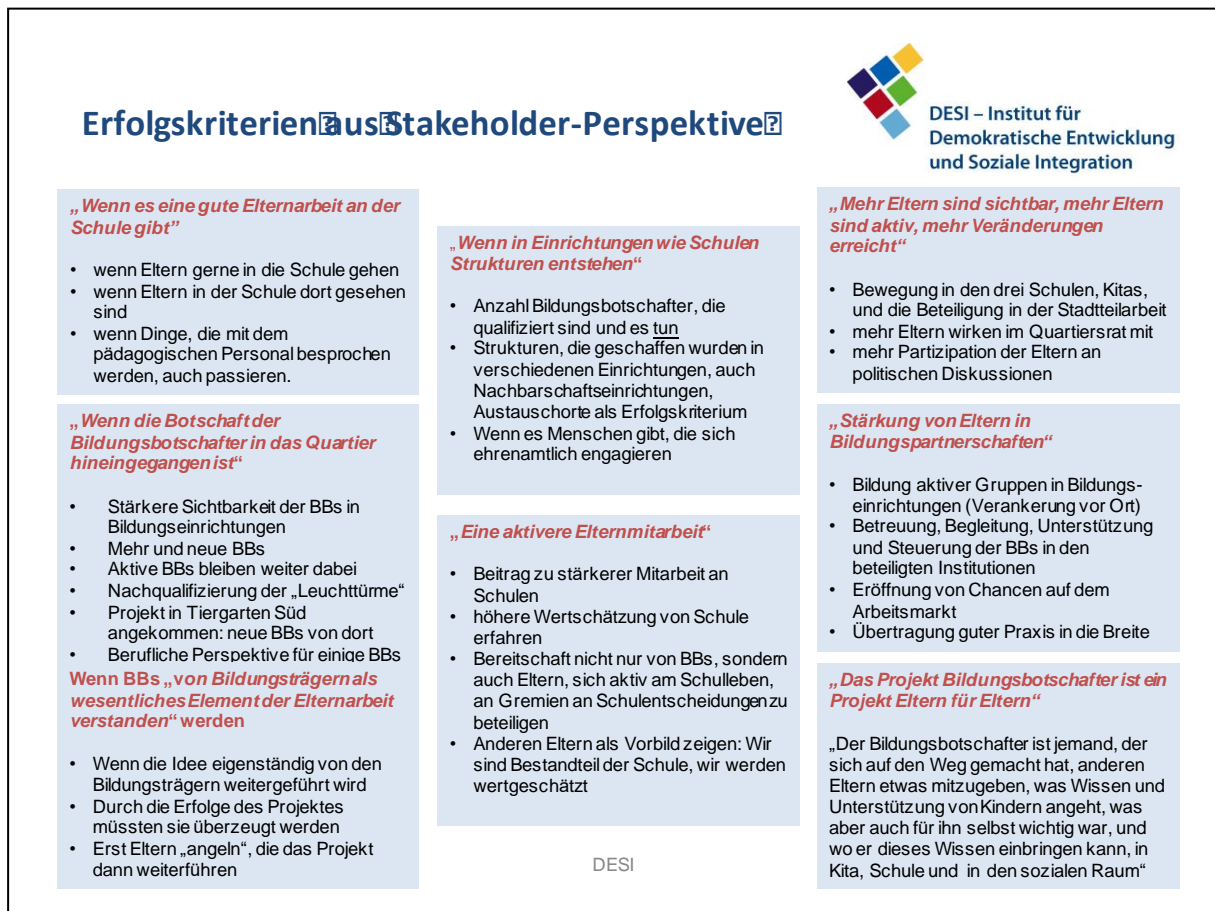 Erfolgskriterien aus Stakeholder-Perspektive
DESI – Institut für
Demokratische Entwicklung
und Soziale Integration
„Wenn es eine gute Elternarbeit an der
Schule gibt”
• wenn Eltern gerne in die Schule gehen
• wenn Eltern in der Schule dort gesehen
sind
• wenn Dinge, die mit dem
pädagogischen Personal besprochen
werden, auch passieren.
„Wenn die Botschaft der
Bildungsbotschafter in das Quartier
hineingegangen ist“
• Stärkere Sichtbarkeit der BBs in
Bildungseinrichtungen
• Mehr und neue BBs
• Aktive BBs bleiben weiter dabei
• Nachqualifizierung der „Leuchttürme“
• Projekt in Tiergarten Süd
angekommen: neue BBs von dort
• Berufliche Perspektive für einige BBs
Wenn BBs „von Bildungsträgern als
wesentliches Element der Elternarbeit
verstanden“ werden
• Wenn die Idee eigenständig von den
Bildungsträgern weitergeführt wird
• Durch die Erfolge des Projektes
müssten sie überzeugt werden
• Erst Eltern „angeln“, die das Projekt
dann weiterführen
„Wenn in Einrichtungen wie Schulen
Strukturen entstehen“
• Anzahl Bildungsbotschafter, die
qualifiziert sind und es tun
• Strukturen, die geschaffen wurden in
verschiedenen Einrichtungen, auch
Nachbarschaftseinrichtungen,
Austauschorte als Erfolgskriterium
• Wenn es Menschen gibt, die sich
ehrenamtlich engagieren
„Eine aktivere Elternmitarbeit“
• Beitrag zu stärkerer Mitarbeit an
Schulen
• höhere Wertschätzung von Schule
erfahren
• Bereitschaft nicht nur von BBs, sondern
auch Eltern, sich aktiv am Schulleben,
an Gremien an Schulentscheidungen zu
beteiligen
• Anderen Eltern als Vorbild zeigen: Wir
sind Bestandteil der Schule, wir werden
wertgeschätzt
„Mehr Eltern sind sichtbar, mehr Eltern
sind aktiv, mehr Veränderungen
erreicht“
• Bewegung in den drei Schulen, Kitas,
und die Beteiligung in der Stadtteilarbeit
• mehr Eltern wirken im Quartiersrat mit
• mehr Partizipation der Eltern an
politischen Diskussionen
„Stärkung von Eltern in
Bildungspartnerschaften“
• Bildung aktiver Gruppen in Bildungs-
einrichtungen (Verankerung vor Ort)
• Betreuung, Begleitung, Unterstützung
und Steuerung der BBs in den
beteiligten Institutionen
• Eröffnung von Chancen auf dem
Arbeitsmarkt
• Übertragung guter Praxis in die Breite
„Das Projekt Bildungsbotschafter ist ein
Projekt Eltern für Eltern“
„Der Bildungsbotschafter ist jemand, der
sich auf den Weg gemacht hat, anderen
Eltern etwas mitzugeben, was Wissen und
Unterstützung von Kindern angeht, was
aber auch für ihn selbst wichtig war, und
wo er dieses Wissen einbringen kann, in
Kita, Schule und in den sozialen Raum“
DESI